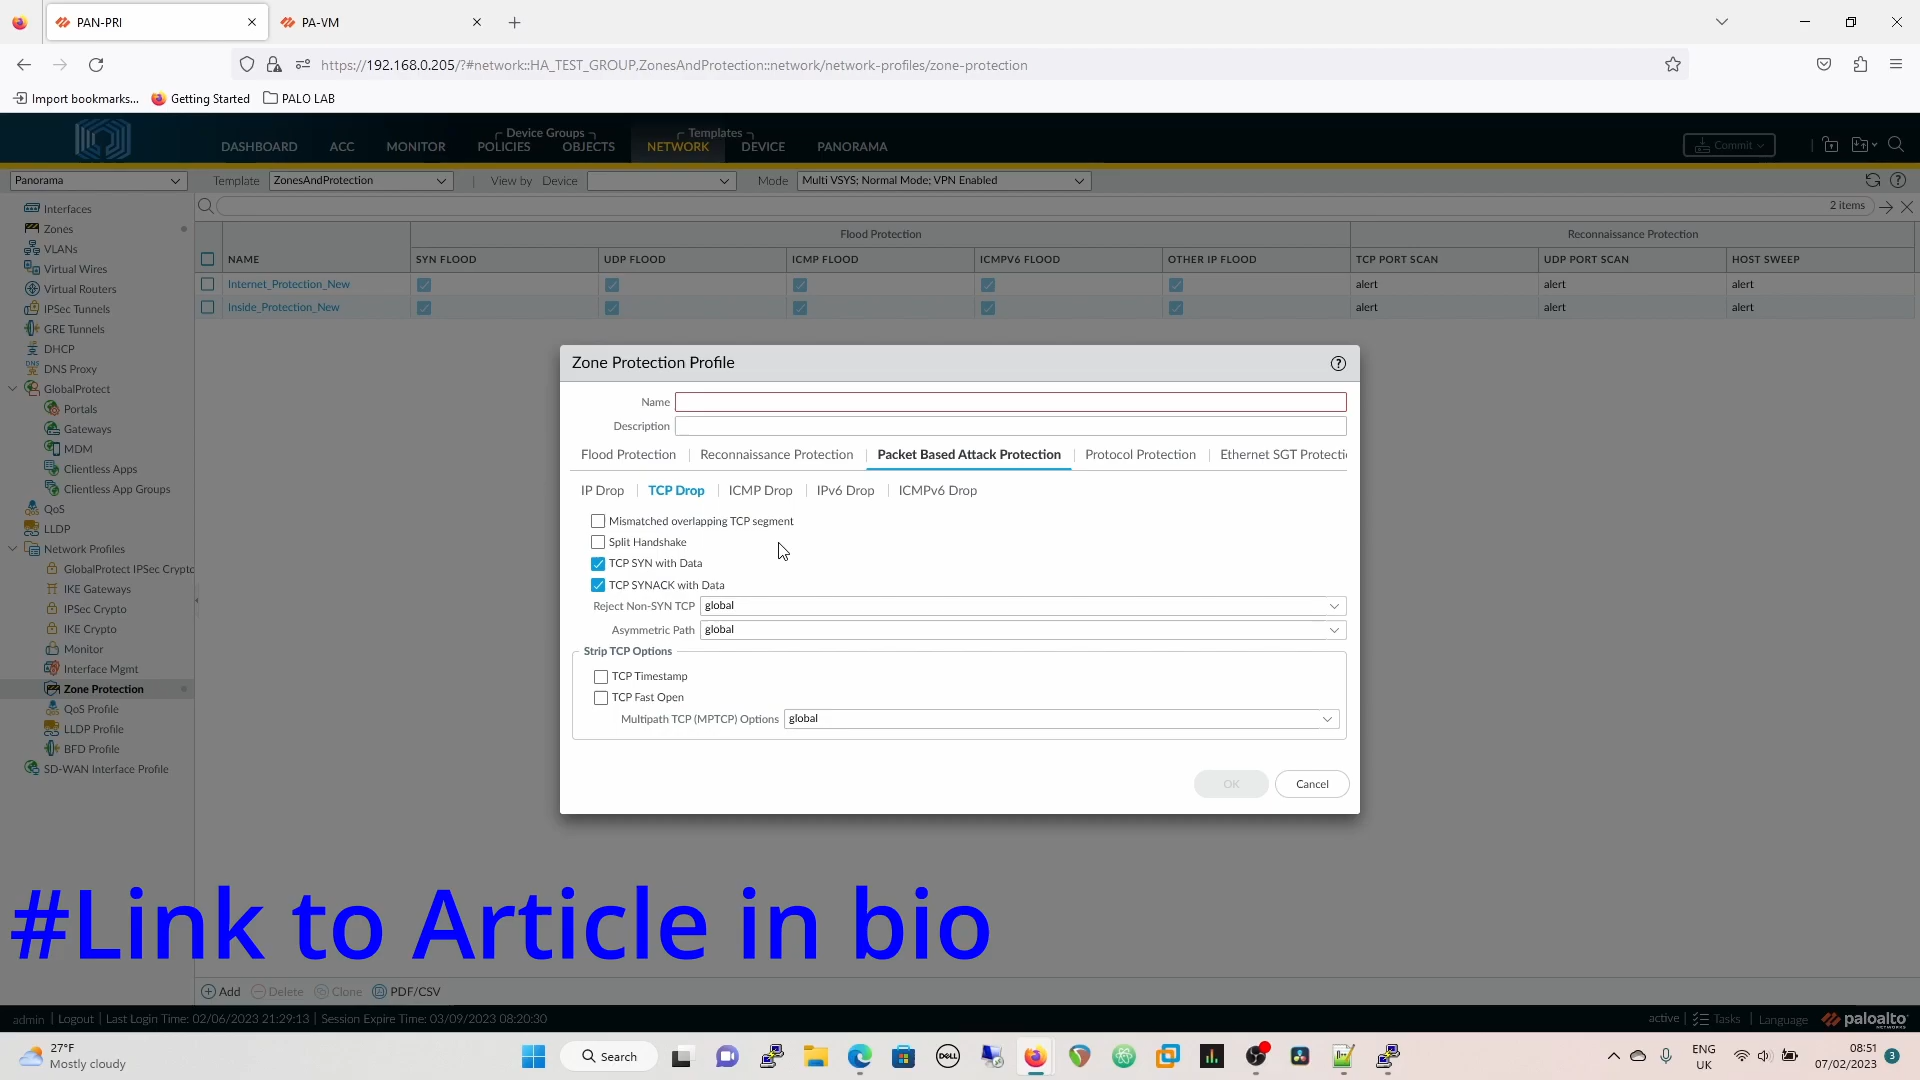 PAN-PRI
PA-VM
https://192.168.0.205/?#network::HA_TEST_GROUP,ZonesAndProtection::network/network-profiles/zone-protection
Import bookmarks...
Getting Started
PALO LAB
Device Groups
Templates
DASHBOARD
ACC
MONITOR
POLICIES
OBJECTS
NETWORK
DEVICE
PANORAMA
Commit
Panorama
Template
ZonesAndProtection
View by
Device
Mode
Multi VSYS; Normal Mode; VPN Enabled
2 items
Interfaces
Zones
VLANs
Virtual Wires
Virtual Routers
IPSec Tunnels
GRE Tunnels
DHCP
DNS Proxy
GlobalProtect
Portals
Gateways
MDM
Clientless Apps
Clientless App Groups
QoS
LLDP
Network Profiles
GlobalProtect IPSec Crypto
IKE Gateways
IPSec Crypto
IKE Crypto
Monitor
Interface Mgmt
Zone Protection
QoS Profile
LLDP Profile
BFD Profile
SD-WAN Interface Profile
Flood Protection
Reconnaissance Protection
NAME
SYN FLOOD
UDP FLOOD
ICMP FLOOD
ICMPV6 FLOOD
OTHER IP FLOOD
TCP PORT SCAN
UDP PORT SCAN
HOST SWEEP
Internet_Protection_New
alert
alert
alert
Inside_Protection_New
alert
alert
alert
Zone Protection Profile
Name
Description
Flood Protection
Reconnaissance Protection
Packet Based Attack Protection
Protocol Protection
Ethernet SGT Protecti
IP Drop
TCP Drop
ICMP Drop
IPv6 Drop
ICMPv6 Drop
Mismatched overlapping TCP segment
Split Handshake
TCP SYN with Data
TCP SYNACK with Data
Reject Non-SYN TCP
global
Asymmetric Path
global
Strip TCP Options
TCP Timestamp
TCP Fast Open
Multipath TCP (MPTCP) Options
global
OK
Cancel
#Link to Article in bio
Add
Delete
Clone
PDF/CSV
admin
Logout
Last Login Time: 02/06/2023 21:29:13
Session Expire Time: 03/09/2023 08:20:30
active
Tasks
Language
paloalto
NETWORKS
27°F
Mostly cloudy
Search
DELL
ENG
UK
08:51
07/02/2023
3